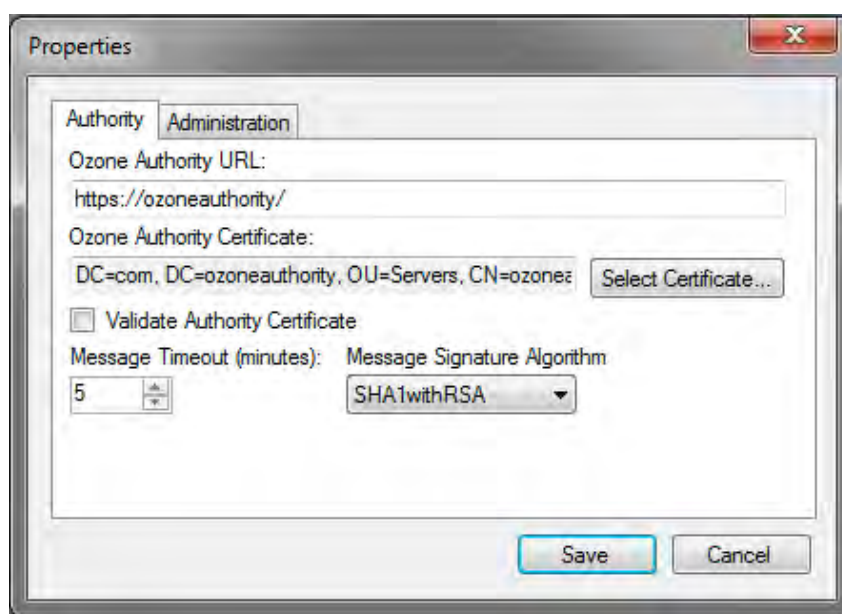 Properties
Authority Administration
Ozone Authority URL:
https://ozoneauthority/
Ozone Authority Certificate:
DC=com, DC=ozoneauthority, OU=Servers, CN=ozonea Select Certificate...
Validate Authority Certificate
Message Timeout (minutes): Message Signature Algorithm
5 SHA1withRSA
Save Cancel